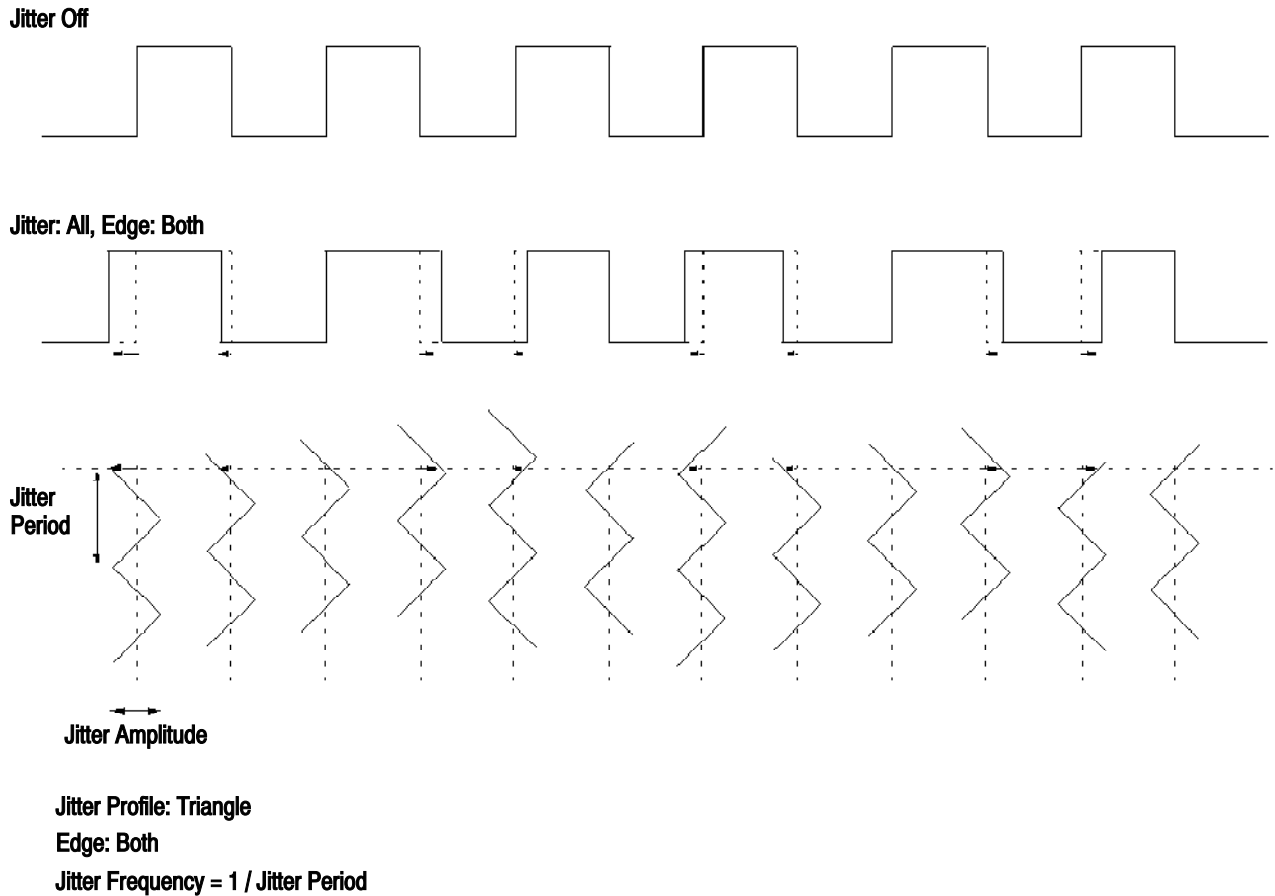 Jitter Off
Jitter: All, Edge: Both
Jitter
Period
Jitter Amplitude
Jitter Profile: Triangle
Edge: Both
Jitter Frequency = 1 / Jitter Period